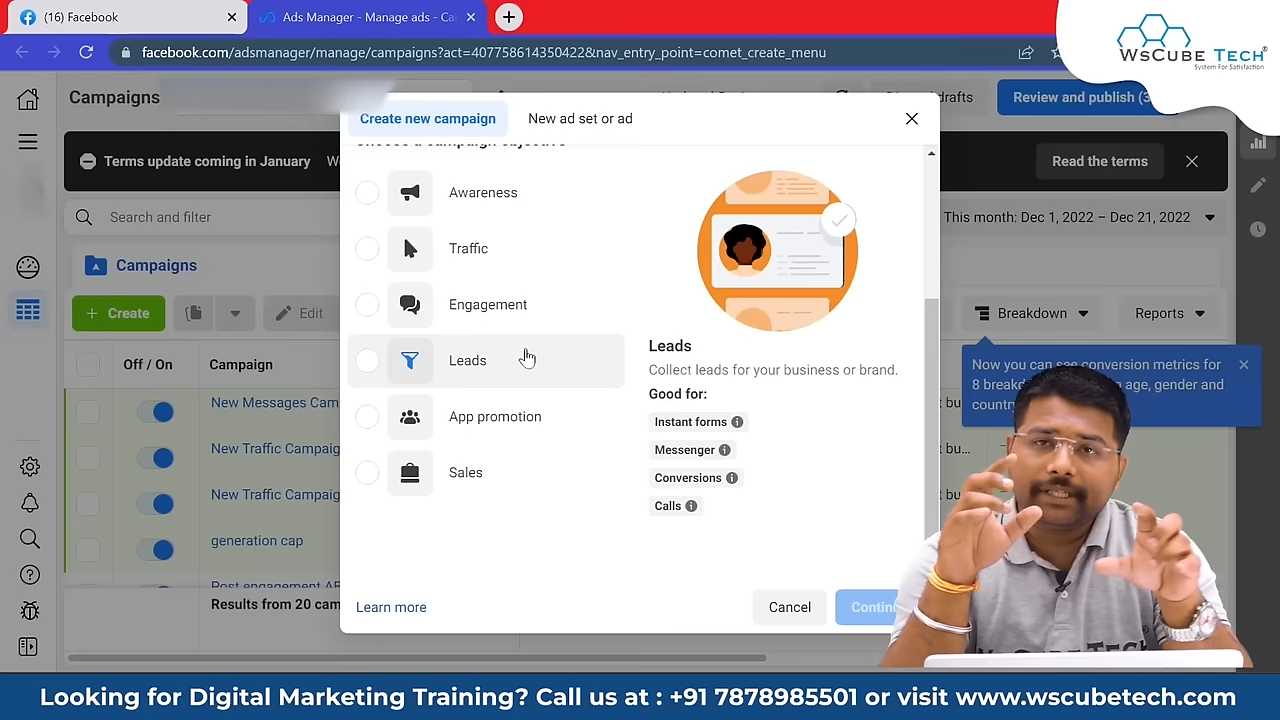 (16) Facebook
Ads Manager - Manage ads - Ca
WsCube Tech
System For Satisfaction
facebook.com/adsmanager/manage/campaigns?act=407758614350422&nav_entry_point=comet_create_menu
Campaigns
drafts
Review and publish (3
Create new campaign
New ad set or ad
Choose a campaign objective
Terms update coming in January
Read the terms
Search and filter
This month: Dec 1, 2022 – Dec 21, 2022
Campaigns
+ Create
Edit
Breakdown
Reports
Off / On
Campaign
New Messages Cam
New Traffic Campaig
New Traffic Campaig
generation cap
Results from 20 cam
Awareness
Traffic
Engagement
Leads
App promotion
Sales
Leads
Collect leads for your business or brand.
Good for:
Instant forms
Messenger
Conversions
Calls
Learn more
Cancel
Continu
Now you can see conversion metrics for
8 breakd age, gender and
country
Looking for Digital Marketing Training? Call us at : +91 7878985501 or visit www.wscubetech.com